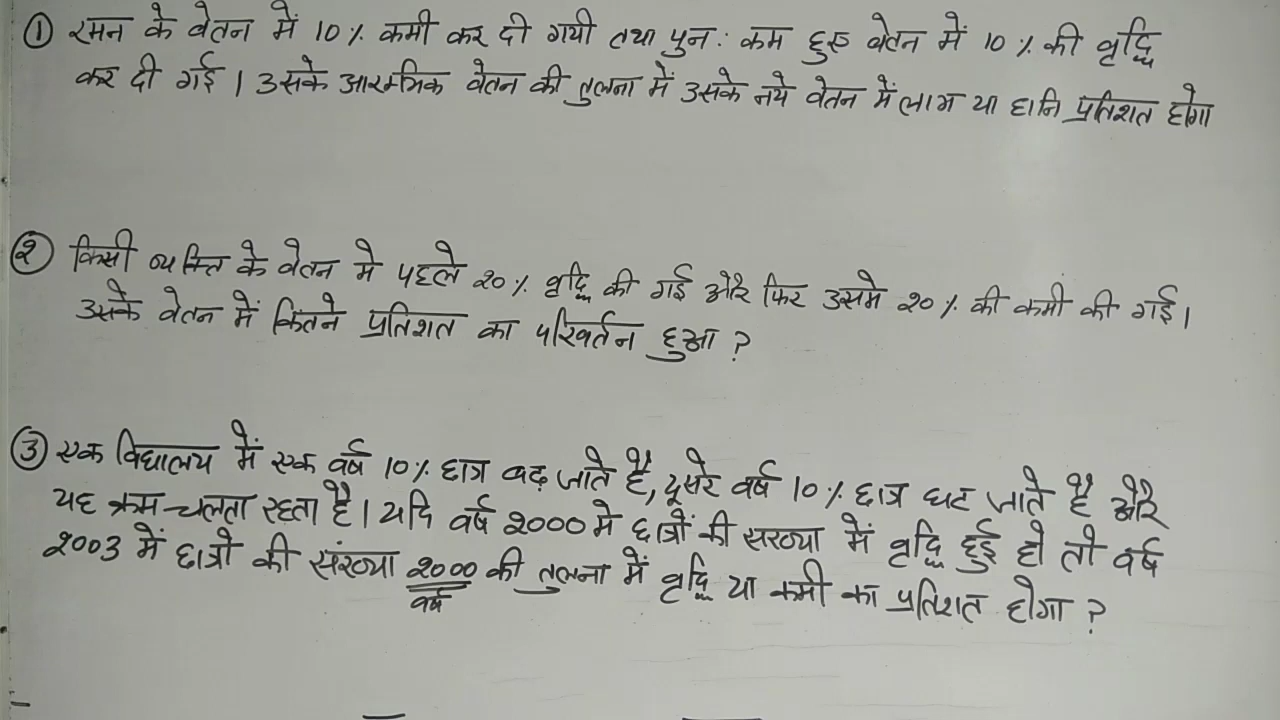 ① रमन के वेतन में 10% कमी कर दी गयी तथा पुन: कम हुए वेतन में 10% की वृद्धि
कर दी गई। उसके आरम्भिक वेतन की तुलना में उसके नये वेतन में लाभ या हानि प्रतिशत होगा
② किसी व्यक्ति के वेतन मे पहले 20% वृद्धि की गई और फिर उसमे 20% की कमी की गई।
उसके वेतन में कितने प्रतिशत का परिवर्तन हुआ ?
③ एक विद्यालय में एक वर्ष 10% छात्र बढ़ जाते है, दूसरे वर्ष 10% छात्र घट जाते है और
यह क्रम चलता रहता है। यदि वर्ष 2000 मे छात्रों की संख्या में वृद्धि हुई हो तो वर्ष
2003 में छात्रो की संख्या 2000 की तुलना में वृद्धि या कमी का प्रतिशत होगा ?
वर्ष